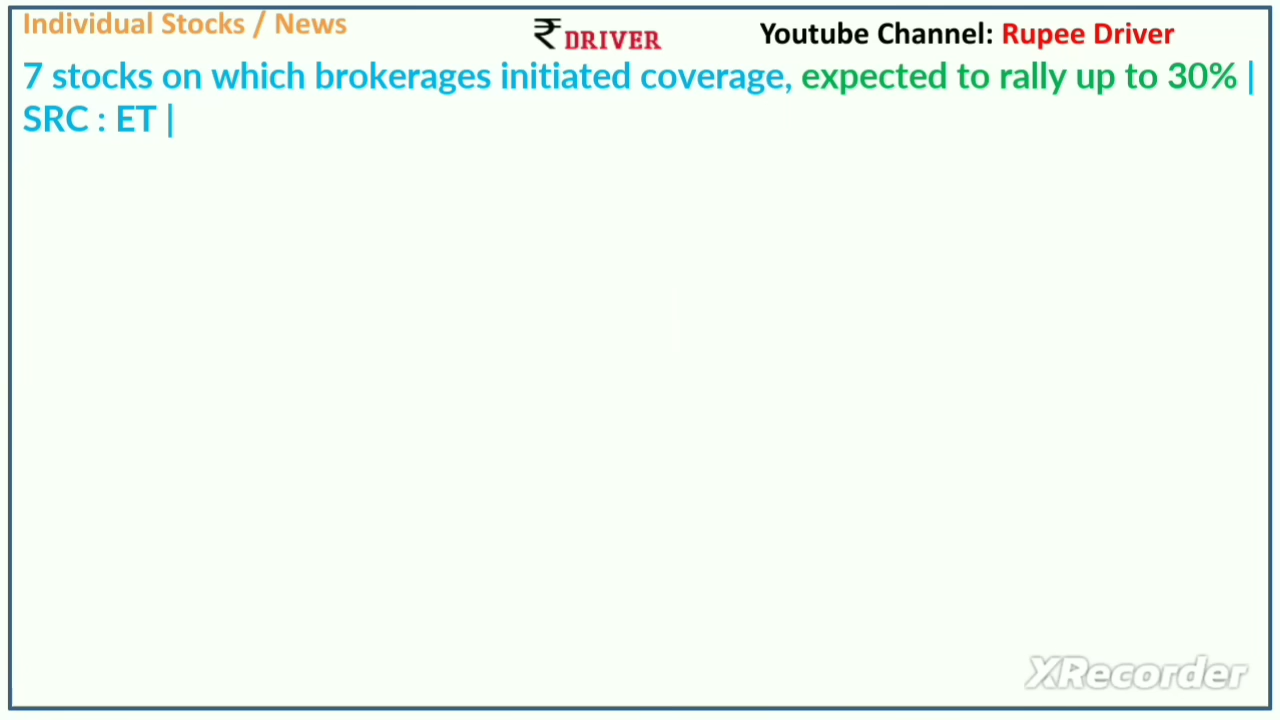 Individual Stocks / News
₹ DRIVER
Youtube Channel: Rupee Driver
7 stocks on which brokerages initiated coverage, expected to rally up to 30% |
SRC : ET |
XRecorder